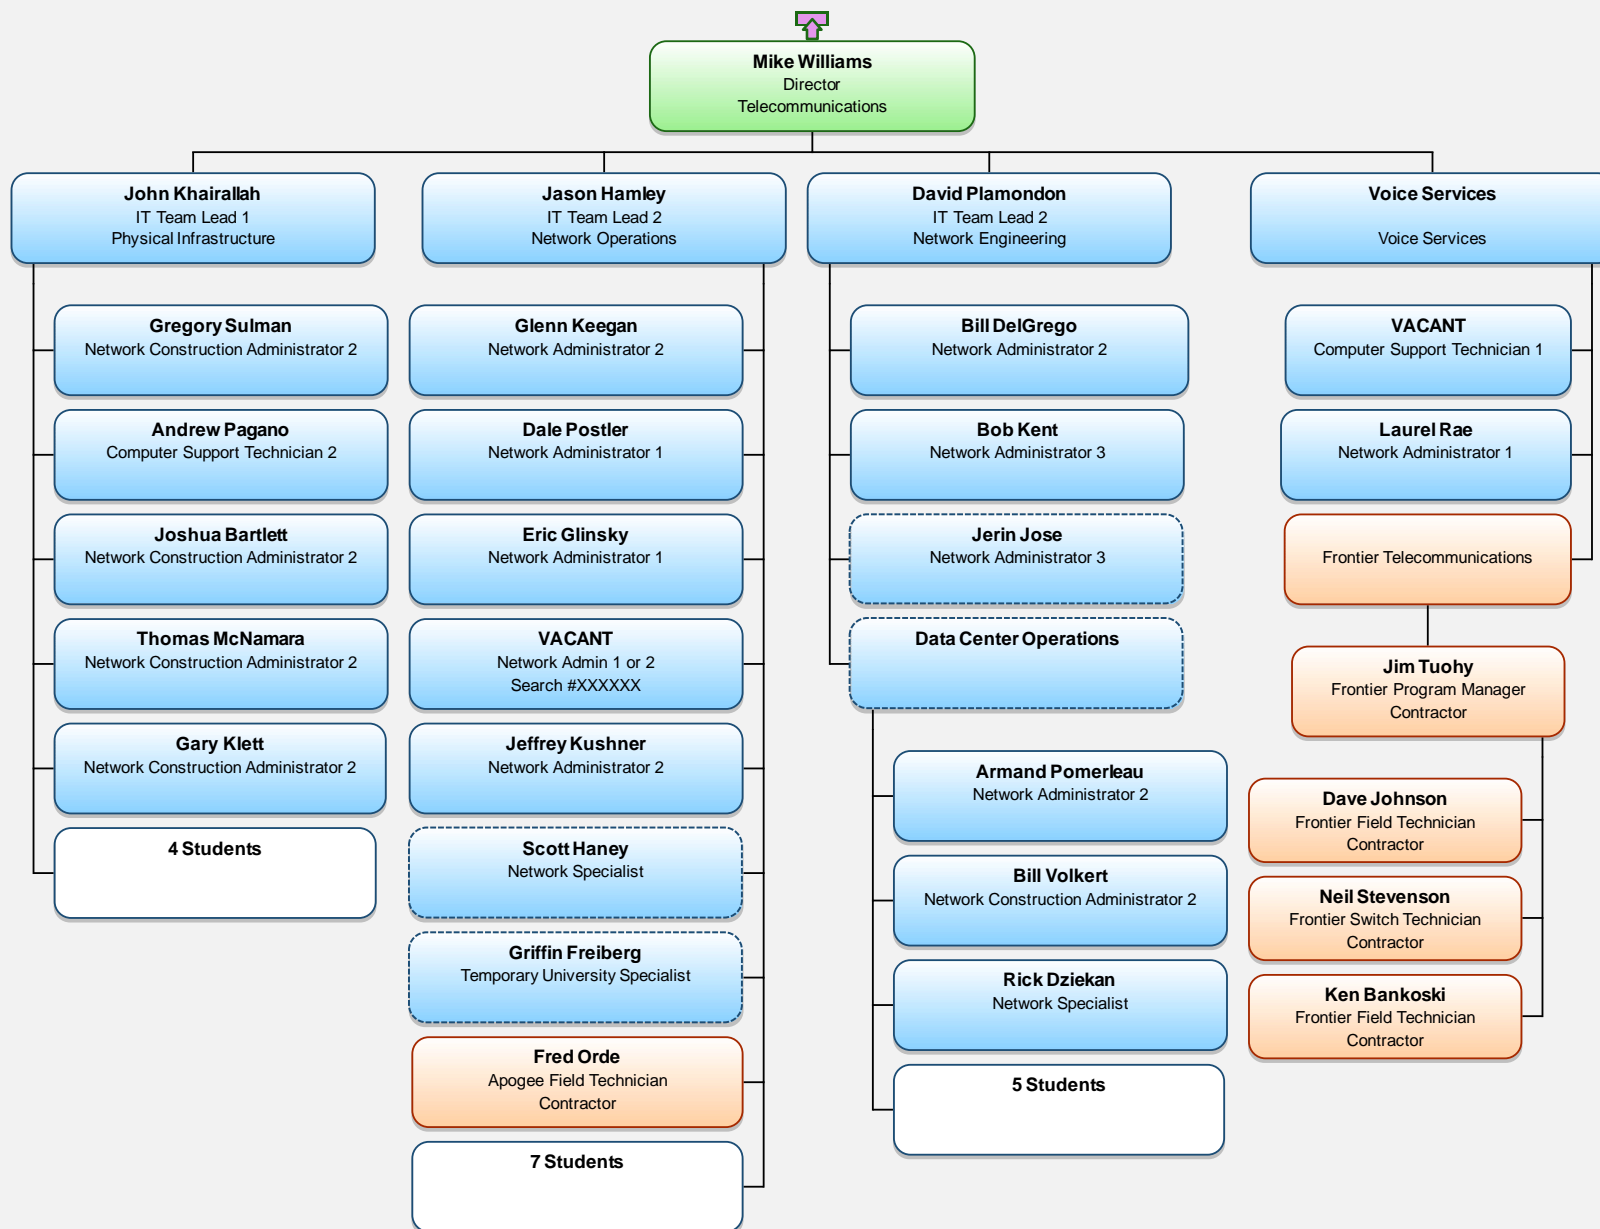 Mike Williams
Director
Telecommunications
John Khairallah
IT Team Lead 1
Physical Infrastructure
Gregory Sulman
Network Construction Administrator 2
Andrew Pagano
Computer Support Technician 2
Joshua Bartlett
Network Construction Administrator 2
Thomas McNamara
Network Construction Administrator 2
Gary Klett
Network Construction Administrator 2
4 Students
Jason Hamley
IT Team Lead 2
Network Operations
Glenn Keegan
Network Administrator 2
Dale Postler
Network Administrator 1
Eric Glinsky
Network Administrator 1
VACANT
Network Admin 1 or 2
Search #XXXXXX
Jeffrey Kushner
Network Administrator 2
Scott Haney
Network Specialist
Griffin Freiberg
Temporary University Specialist
Fred Orde
Apogee Field Technician
Contractor
7 Students
David Plamondon
IT Team Lead 2
Network Engineering
Bill DelGrego
Network Administrator 2
Bob Kent
Network Administrator 3
Jerin Jose
Network Administrator 3
Data Center Operations
Armand Pomerleau
Network Administrator 2
Bill Volkert
Network Construction Administrator 2
Rick Dziekan
Network Specialist
5 Students
Voice Services
Voice Services
VACANT
Computer Support Technician 1
Laurel Rae
Network Administrator 1
Frontier Telecommunications
Jim Tuohy
Frontier Program Manager
Contractor
Dave Johnson
Frontier Field Technician
Contractor
Neil Stevenson
Frontier Switch Technician
Contractor
Ken Bankoski
Frontier Field Technician
Contractor